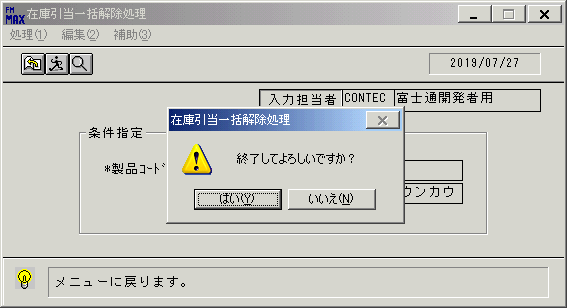 FM MAX 在庫引当一括解除処理
処理(1) 編集(2) 補助(3)
2019/07/27
入力担当者 CONTEC 富士通開発者用
在庫引当一括解除処理
条件指定
終了してよろしいですか？
*製品コード
ウンカウ
はい(Y) いいえ(N)
メニューに戻ります。